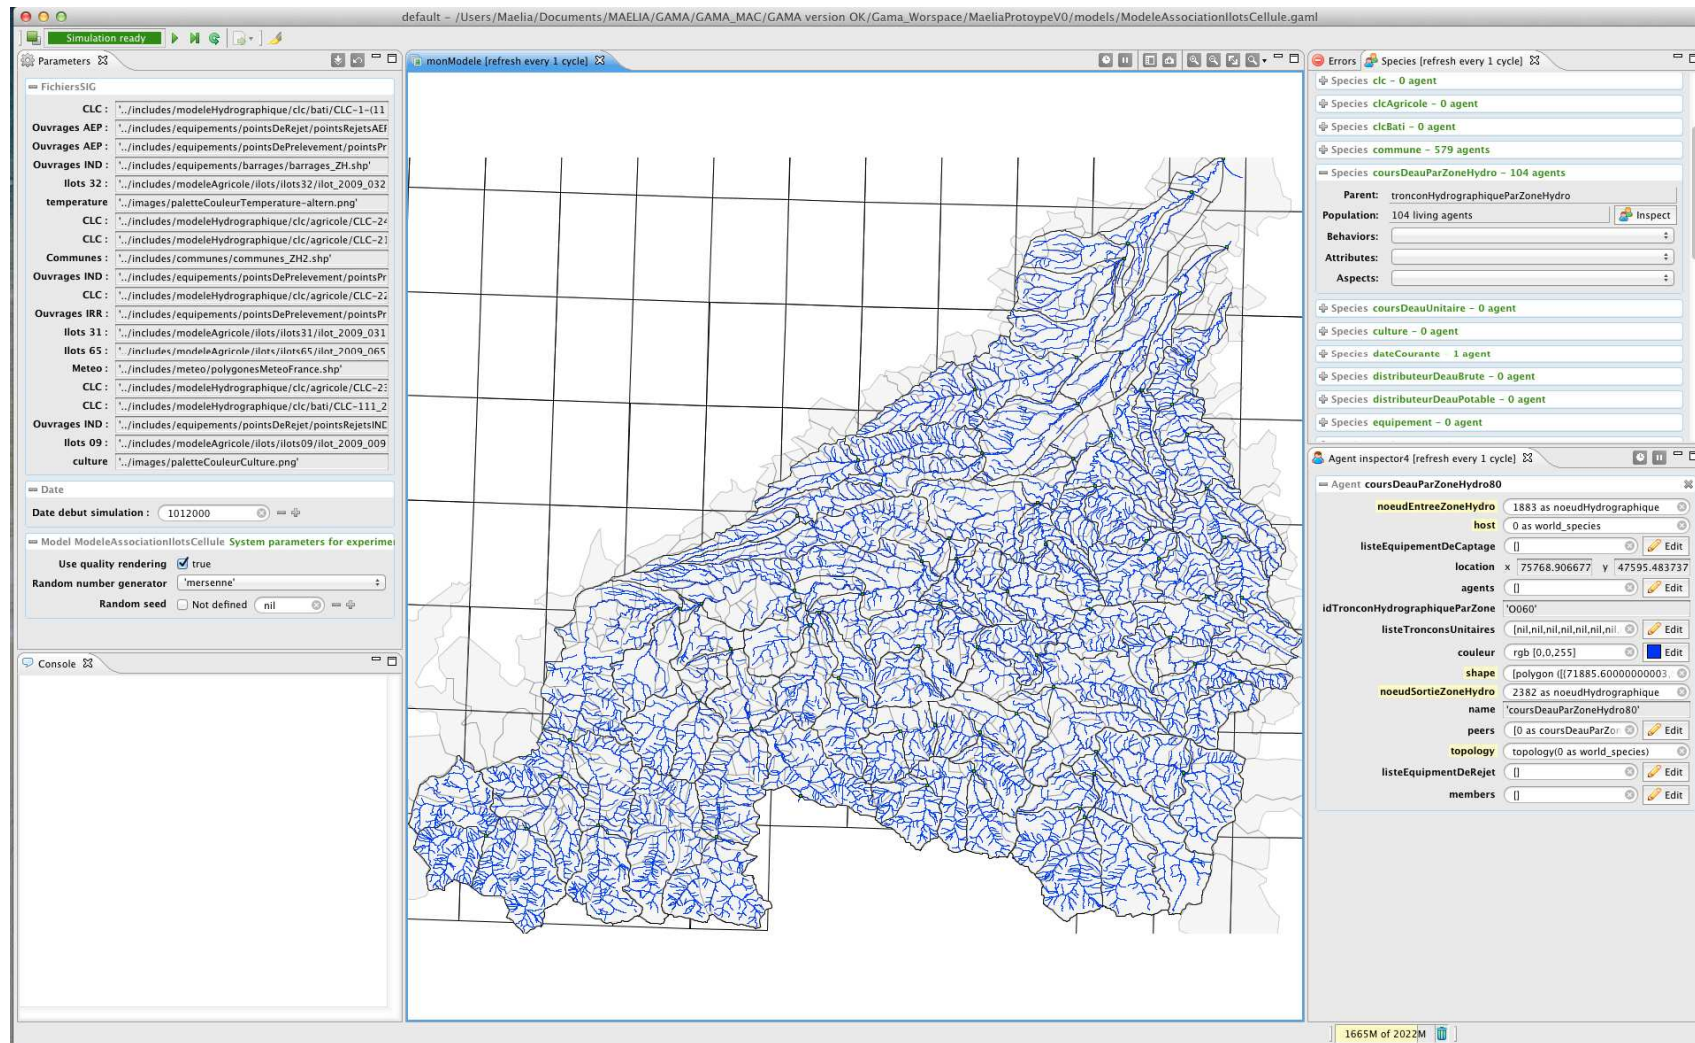 default - /Users/Maelia/Documents/MAELIA/GAMA/GAMA_MAC/GAMA version OK/Gama_Worspace/MaeliaProtoypeV0/models/ModeleAssociationIlotsCellule.gaml
Simulation ready
Parameters
FichiersSIG
CLC : '../includes/modeleHydrographique/clc/bati/CLC-1-(11
Ouvrages AEP : '../includes/equipements/pointsDeRejet/pointsRejetsAEP
Ouvrages AEP : '../includes/equipements/pointsDePrelevement/pointsPr
Ouvrages IND : '../includes/equipements/barrages/barrages_ZH.shp'
Ilots 32 : '../includes/modeleAgricole/ilots/ilots32/ilot_2009_032
temperature '../images/paletteCouleurTemperature-altern.png'
CLC : '../includes/modeleHydrographique/clc/agricole/CLC-24
CLC : '../includes/modeleHydrographique/clc/agricole/CLC-21
Communes : '../includes/communes/communes_ZH2.shp'
Ouvrages IND : '../includes/equipements/pointsDePrelevement/pointsPr
CLC : '../includes/modeleHydrographique/clc/agricole/CLC-22
Ouvrages IRR : '../includes/equipements/pointsDePrelevement/pointsPr
Ilots 31 : '../includes/modeleAgricole/ilots/ilots31/ilot_2009_031
Ilots 65 : '../includes/modeleAgricole/ilots/ilots65/ilot_2009_065
Meteo : '../includes/meteo/polygonesMeteoFrance.shp'
CLC : '../includes/modeleHydrographique/clc/agricole/CLC-23
CLC : '../includes/modeleHydrographique/clc/bati/CLC-111_2
Ouvrages IND : '../includes/equipements/pointsDeRejet/pointsRejetsIND
Ilots 09 : '../includes/modeleAgricole/ilots/ilots09/ilot_2009_009
culture '../images/paletteCouleurCulture.png'
Date
Date debut simulation : 1012000
Model ModeleAssociationIlotsCellule System parameters for experime
Use quality rendering true
Random number generator 'mersenne'
Random seed Not defined nil
Console
monModele [refresh every 1 cycle]
Errors Species [refresh every 1 cycle]
Species clc - 0 agent
Species clcAgricole - 0 agent
Species clcBati - 0 agent
Species commune - 579 agents
Species coursDeauParZoneHydro - 104 agents
Parent: tronconHydrographiqueParZoneHydro
Population: 104 living agents Inspect
Behaviors:
Attributes:
Aspects:
Species coursDeauUnitaire - 0 agent
Species culture - 0 agent
Species dateCourante - 1 agent
Species distributeurDeauBrute - 0 agent
Species distributeurDeauPotable - 0 agent
Species equipement - 0 agent
Agent inspector4 [refresh every 1 cycle]
Agent coursDeauParZoneHydro80
noeudEntreeZoneHydro 1883 as noeudHydrographique
host 0 as world_species
listeEquipementDeCaptage [] Edit
location x 75768.906677 y 47595.483737
agents [] Edit
idTronconHydrographiqueParZone 'O060'
listeTronconsUnitaires [nil,nil,nil,nil,nil,nil,nil, Edit
couleur rgb [0,0,255] Edit
shape [polygon ([[71885.60000000003,
noeudSortieZoneHydro 2382 as noeudHydrographique
name 'coursDeauParZoneHydro80'
peers [0 as coursDeauParZon Edit
topology topology(0 as world_species)
listeEquipmentDeRejet [] Edit
members [] Edit
1665M of 2022M